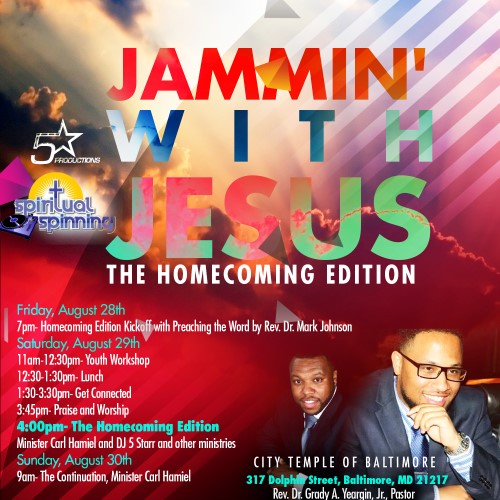 JAMMIN'
WITH
JESUS
THE HOMECOMING EDITION
5
PRODUCTIONS
spiritual
spinning
Friday, August 28th
7pm- Homecoming Edition Kickoff with Preaching the Word by Rev. Dr. Mark Johnson
Saturday, August 29th
11am-12:30pm- Youth Workshop
12:30-1:30pm- Lunch
1:30-3:30pm- Get Connected
3:45pm- Praise and Worship
4:00pm- The Homecoming Edition
Minister Carl Hamiel and DJ 5 Starr and other ministries
Sunday, August 30th
9am- The Continuation, Minister Carl Hamiel
CITY TEMPLE OF BALTIMORE
317 Dolphin Street, Baltimore, MD 21217
Rev. Dr. Grady A. Yeargin, Jr., Pastor